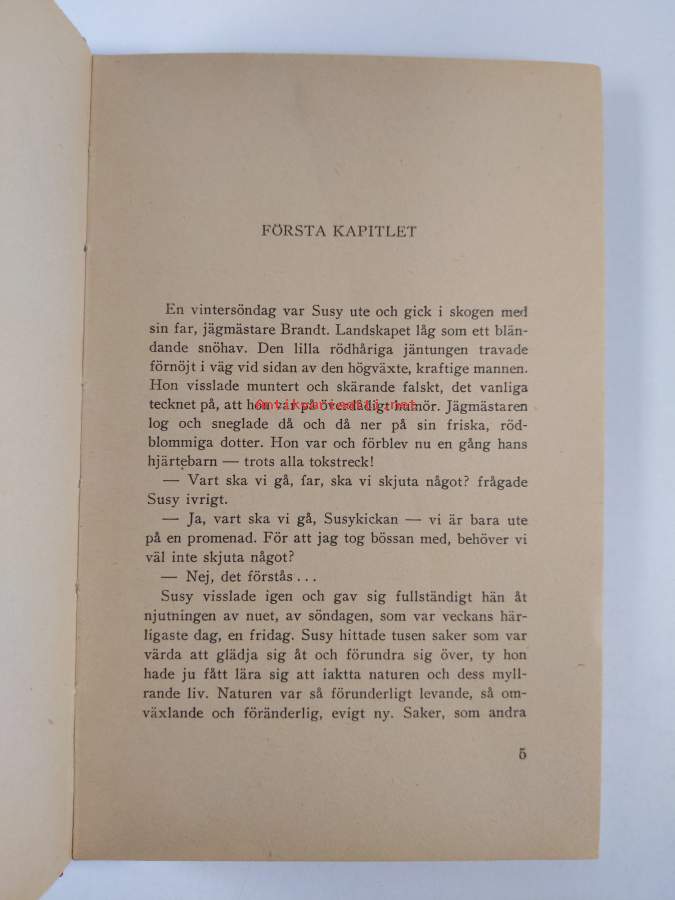 FÖRSTA KAPITLET
En vintersöndag var Susy ute och gick i skogen med
sin far, jägmästare Brandt. Landskapet låg som ett blän-
dande snöhav. Den lilla rödhåriga jäntungen travade
förnöjt i väg vid sidan av den högväxte, kraftige mannen.
Hon visslade muntert och skärande falskt, det vanliga
tecknet på, att hon var på översådigt humör. Jägmästaren
log och sneglade då och då ner på sin friska, röd-
blommiga dotter. Hon var och förblev nu en gång hans
hjärtebarn — trots alla tokstreck!
— Vart ska vi gå, far, ska vi skjuta något? frågade
Susy ivrigt.
— Ja, vart ska vi gå, Susykickan — vi är bara ute
på en promenad. För att jag tog bössan med, behöver vi
väl inte skjuta något?
— Nej, det förstås...
Susy visslade igen och gav sig fullständigt hän åt
njutningen av nuet, av söndagen, som var veckans här-
ligaste dag, en fridag. Susy hittade tusen saker som var
värda att glädja sig åt och förundra sig över, ty hon
hade ju fått lära sig att iaktta naturen och dess myll-
rande liv. Naturen var så förunderligt levande, så om-
växlande och föränderlig, evigt ny. Saker, som andra
5